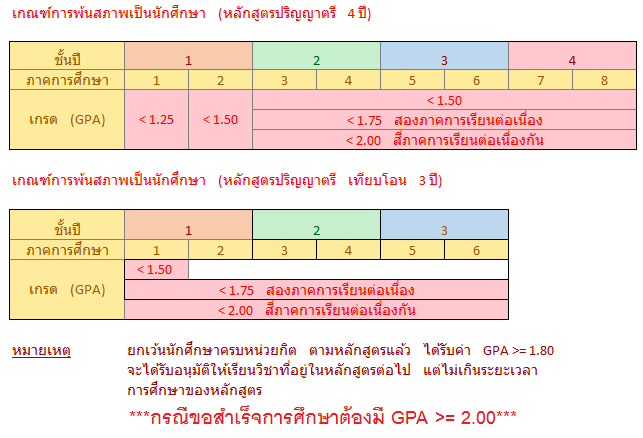 เกณฑ์การพ้นสภาพเป็นนักศึกษา (หลักสูตรปริญญาตรี 4 ปี)
ชั้นปี 1 2 3 4
ภาคการศึกษา 1 2 3 4 5 6 7 8
< 1.50
เกรด (GPA) < 1.25 < 1.50 < 1.75 สองภาคการเรียนต่อเนื่อง
< 2.00 สี่ภาคการเรียนต่อเนื่องกัน
เกณฑ์การพ้นสภาพเป็นนักศึกษา (หลักสูตรปริญญาตรี เทียบโอน 3 ปี)
ชั้นปี 1 2 3
ภาคการศึกษา 1 2 3 4 5 6
< 1.50
เกรด (GPA) < 1.75 สองภาคการเรียนต่อเนื่อง
< 2.00 สี่ภาคการเรียนต่อเนื่องกัน
หมายเหตุ ยกเว้นนักศึกษาครบหน่วยกิต ตามหลักสูตรแล้ว ได้รับค่า GPA >= 1.80
จะได้รับอนุมัติให้เรียนวิชาที่อยู่ในหลักสูตรต่อไป แต่ไม่เกินระยะเวลา
การศึกษาของหลักสูตร
***กรณีขอสำเร็จการศึกษาต้องมี GPA >= 2.00***